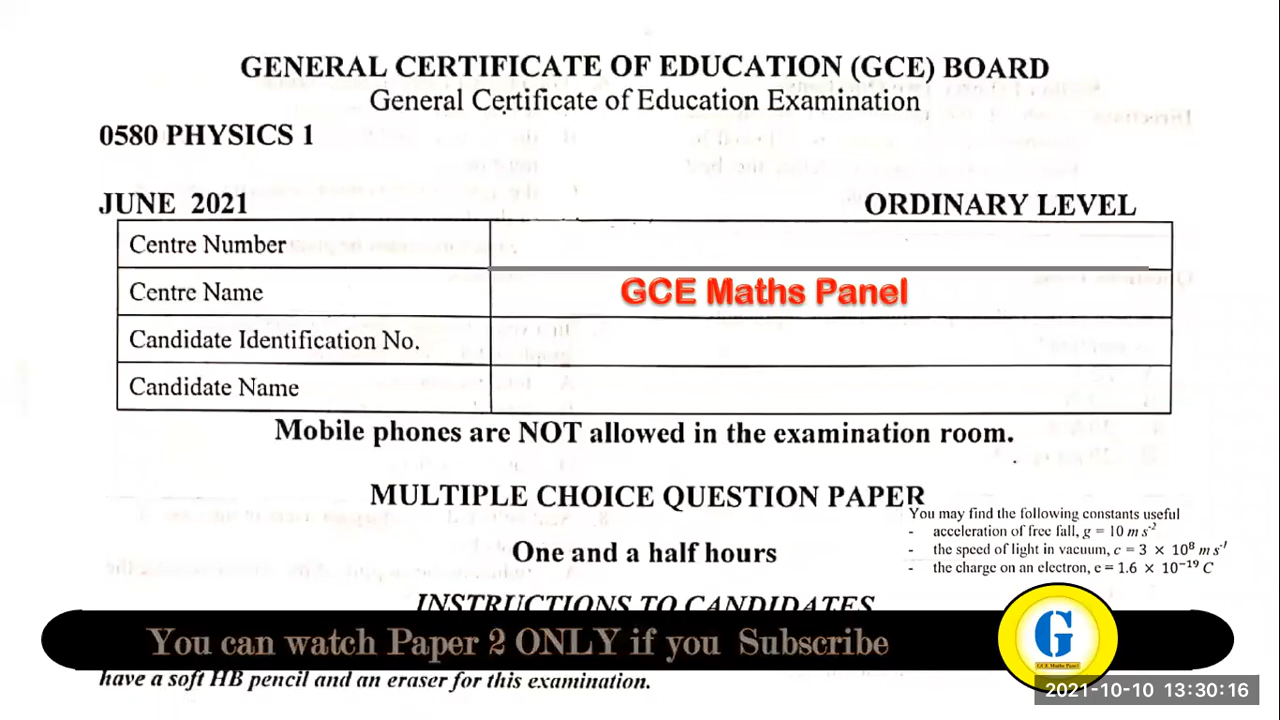 GENERAL CERTIFICATE OF EDUCATION (GCE) BOARD
General Certificate of Education Examination
0580 PHYSICS 1
JUNE 2021 ORDINARY LEVEL
Centre Number
Centre Name GCE Maths Panel
Candidate Identification No.
Candidate Name
Mobile phones are NOT allowed in the examination room.
MULTIPLE CHOICE QUESTION PAPER
You may find the following constants useful
- acceleration of free fall, g = 10 m s⁻²
- the speed of light in vacuum, c = 3 × 10⁸ m s⁻¹
- the charge on an electron, e = 1.6 × 10⁻¹⁹ C
One and a half hours
INSTRUCTIONS TO CANDIDATES
You can watch Paper 2 ONLY if you Subscribe
G
GCE Maths Panel
have a soft HB pencil and an eraser for this examination.
2021-10-10 13:30:16